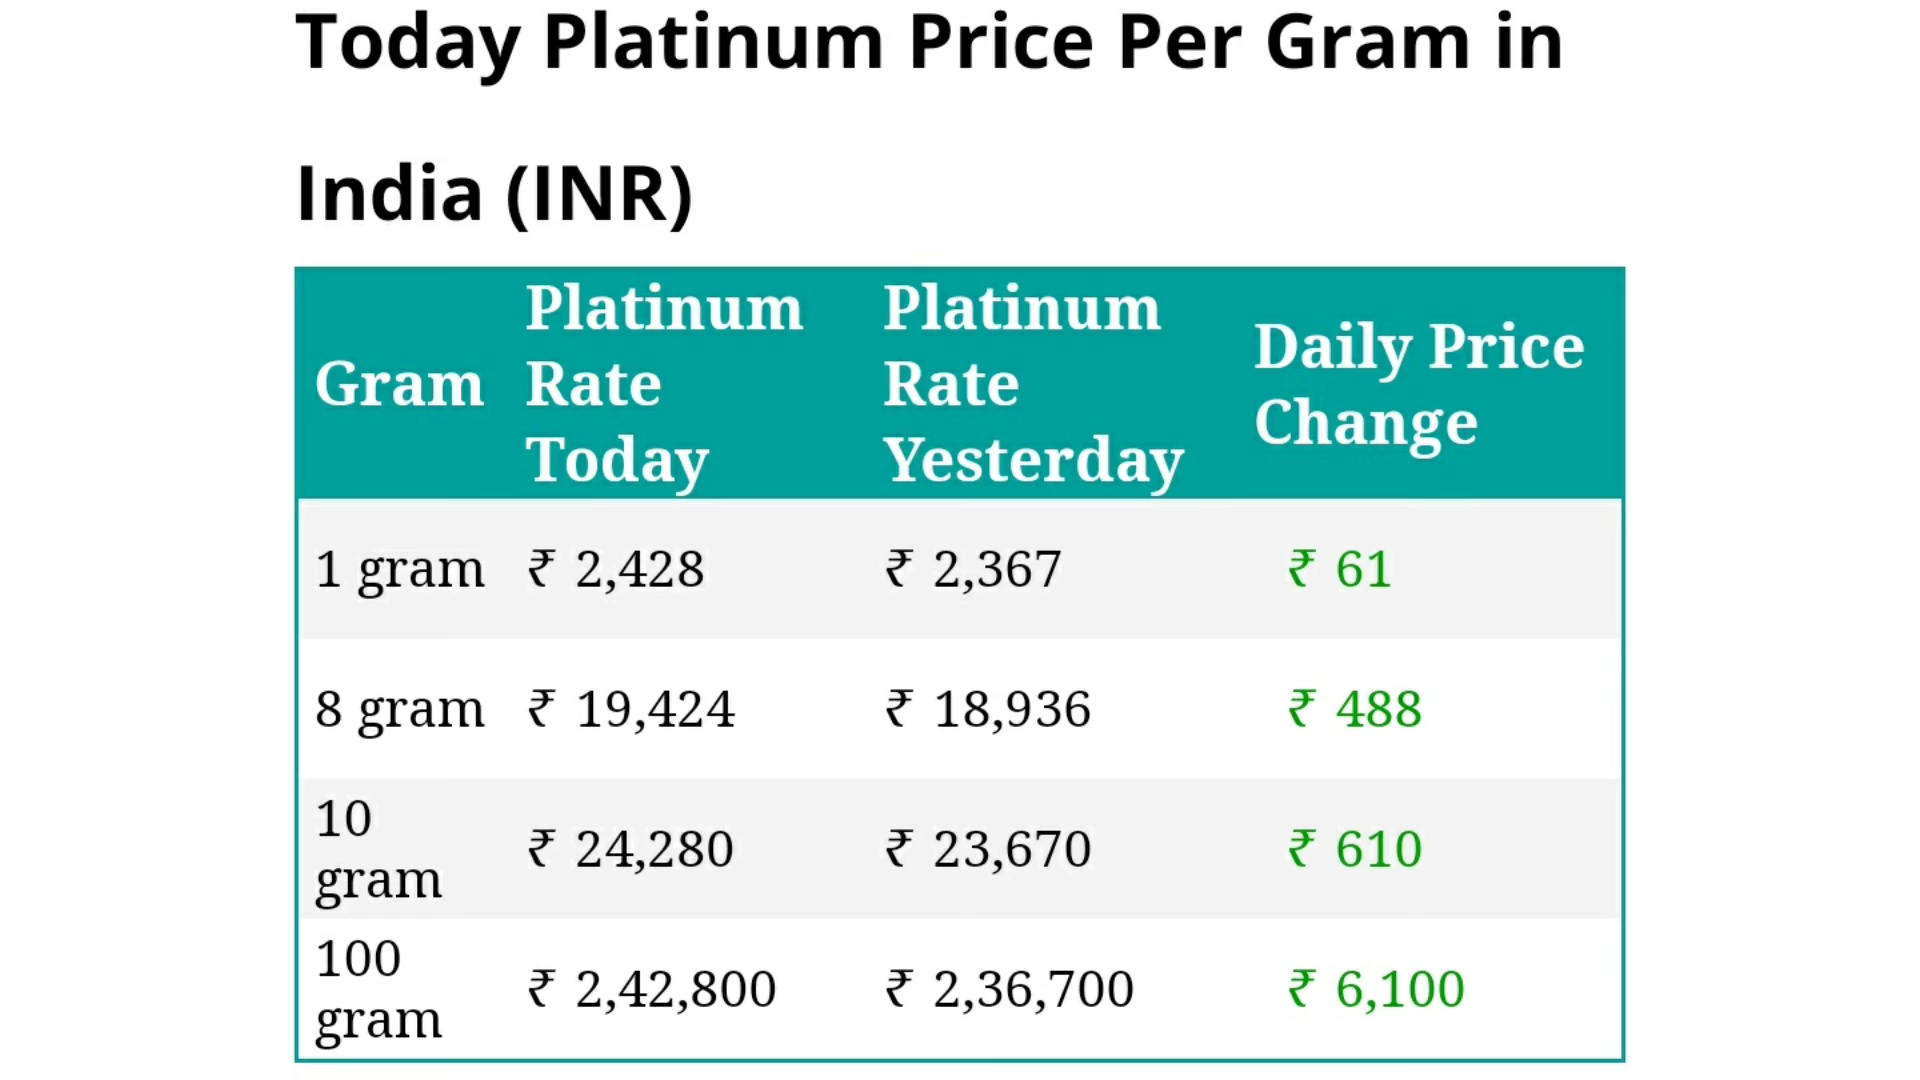 Today Platinum Price Per Gram in
India (INR)
Gram
Platinum
Rate
Today
Platinum
Rate
Yesterday
Daily Price
Change
1 gram ₹ 2,428 ₹ 2,367 ₹ 61
8 gram ₹ 19,424 ₹ 18,936 ₹ 488
10
gram
₹ 24,280 ₹ 23,670 ₹ 610
100
gram
₹ 2,42,800 ₹ 2,36,700 ₹ 6,100